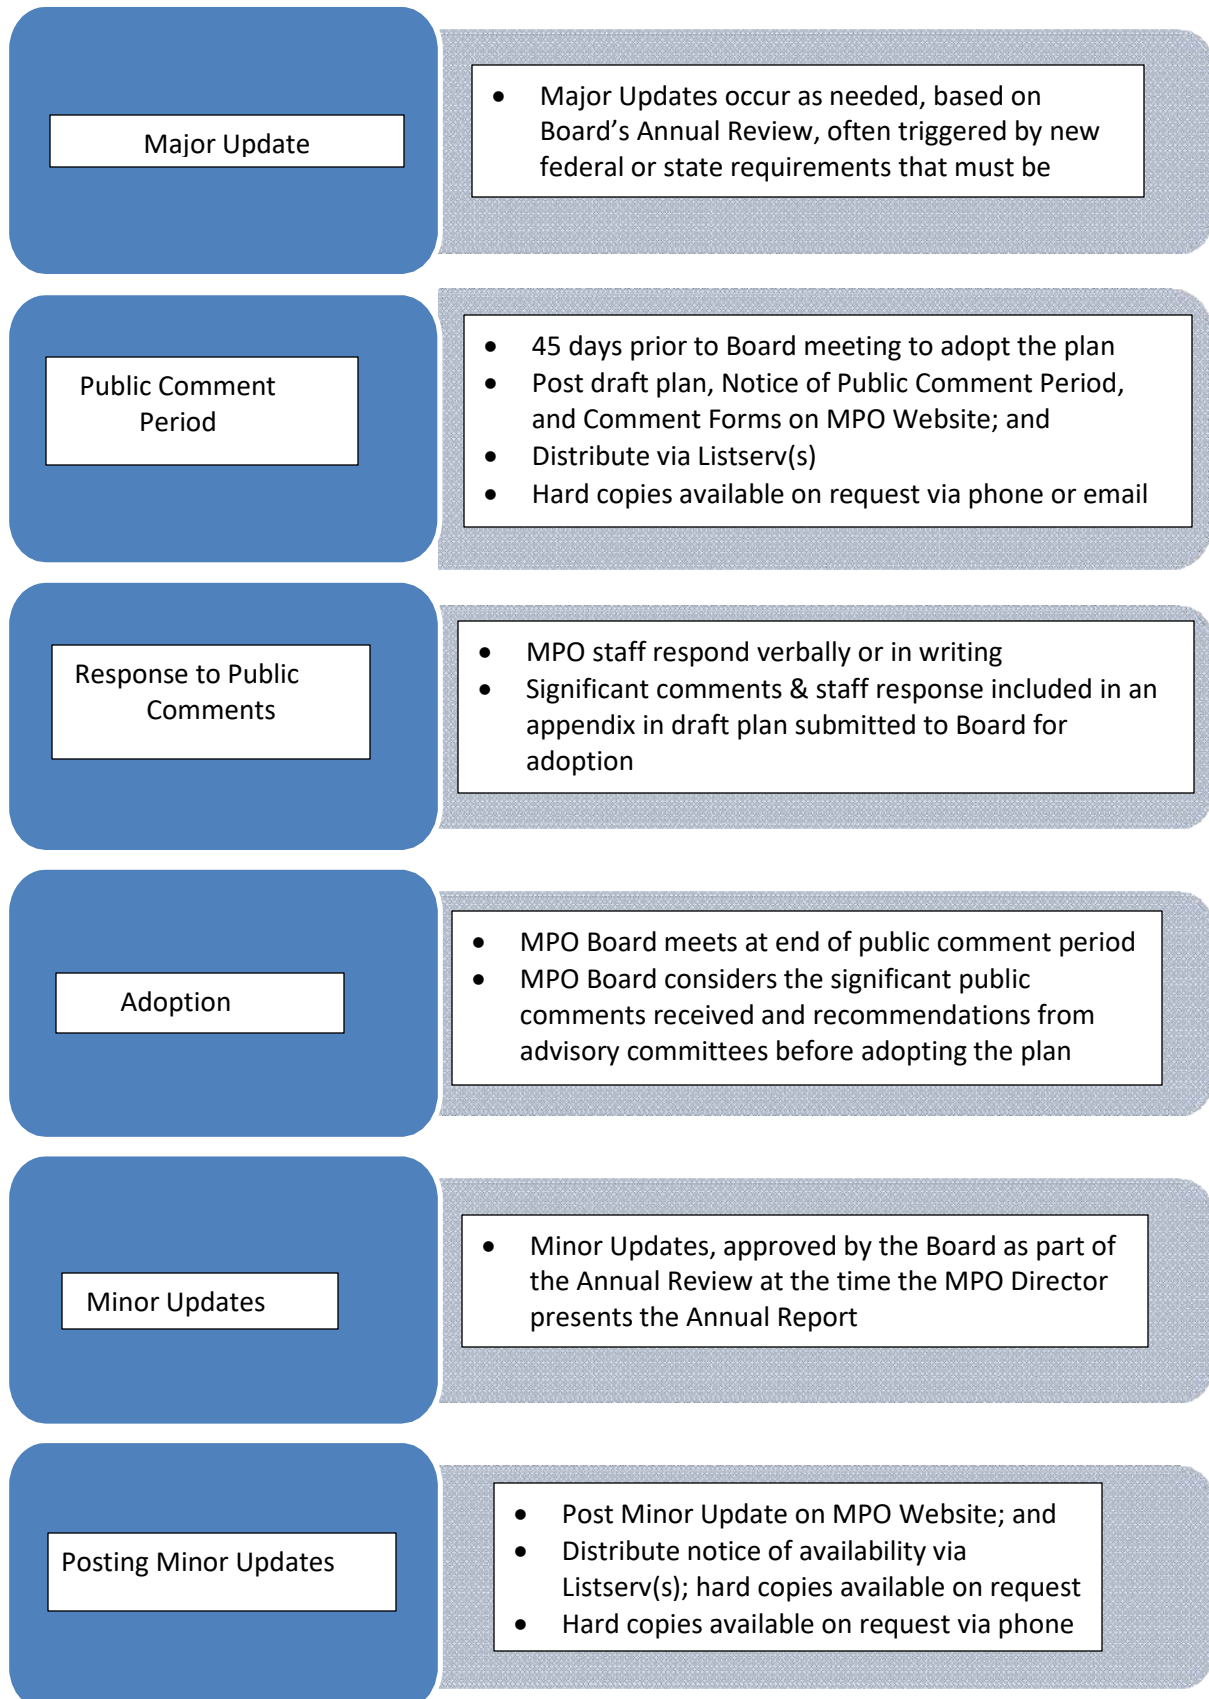 Major Update
• Major Updates occur as needed, based on
Board’s Annual Review, often triggered by new
federal or state requirements that must be
Public Comment
Period
• 45 days prior to Board meeting to adopt the plan
• Post draft plan, Notice of Public Comment Period,
and Comment Forms on MPO Website; and
• Distribute via Listserv(s)
• Hard copies available on request via phone or email
Response to Public
Comments
• MPO staff respond verbally or in writing
• Significant comments & staff response included in an
appendix in draft plan submitted to Board for
adoption
Adoption
• MPO Board meets at end of public comment period
• MPO Board considers the significant public
comments received and recommendations from
advisory committees before adopting the plan
Minor Updates
• Minor Updates, approved by the Board as part of
the Annual Review at the time the MPO Director
presents the Annual Report
Posting Minor Updates
• Post Minor Update on MPO Website; and
• Distribute notice of availability via
Listserv(s); hard copies available on request
• Hard copies available on request via phone